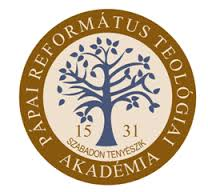 PÁPAI REFORMÁTUS TEOLÓGIAI
AKADÉMIA
15 31
SZABADON TENYÉSZIK